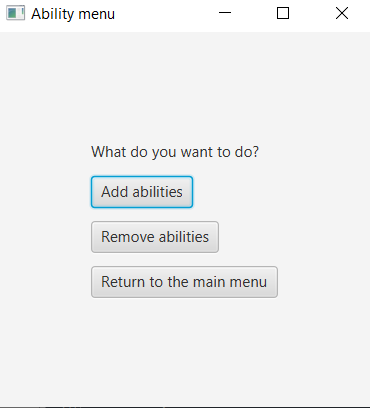 Ability menu
What do you want to do?
Add abilities
Remove abilities
Return to the main menu